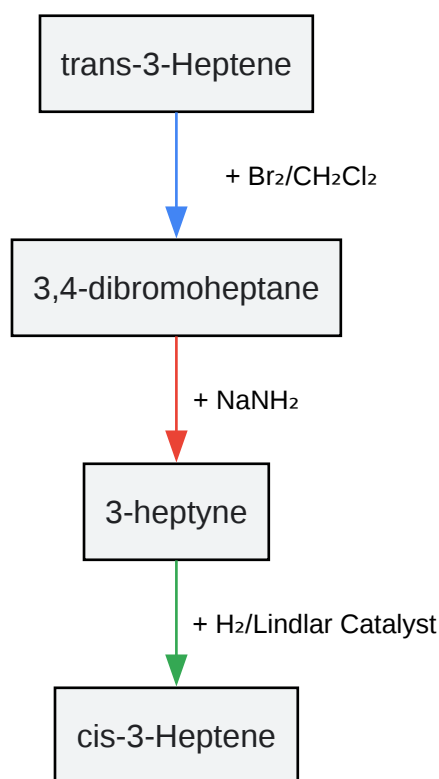 trans-3-Heptene
+ Br₂/CH₂Cl₂
3,4-dibromoheptane
+ NaNH₂
3-heptyne
+ H₂/Lindlar Catalyst
cis-3-Heptene